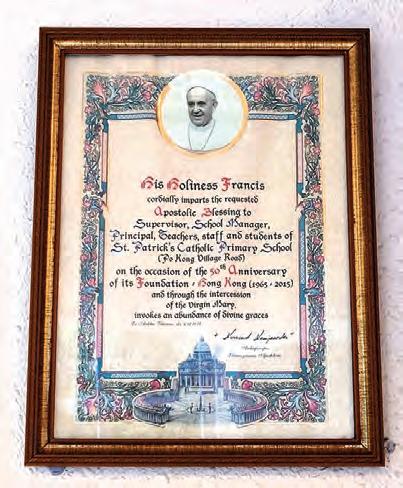 His Holiness Francis
cordially imparts the requested
Apostolic Blessing to
Supervisor, School Manager,
Principal, Teachers, staff and students of
St. Patrick's Catholic Primary School
(Po Kong Village Road)
on the occasion of the 50th Anniversary
of its Foundation - Hong Kong (1965 - 2015)
and through the intercession
of the Virgin Mary,
invokes an abundance of divine graces